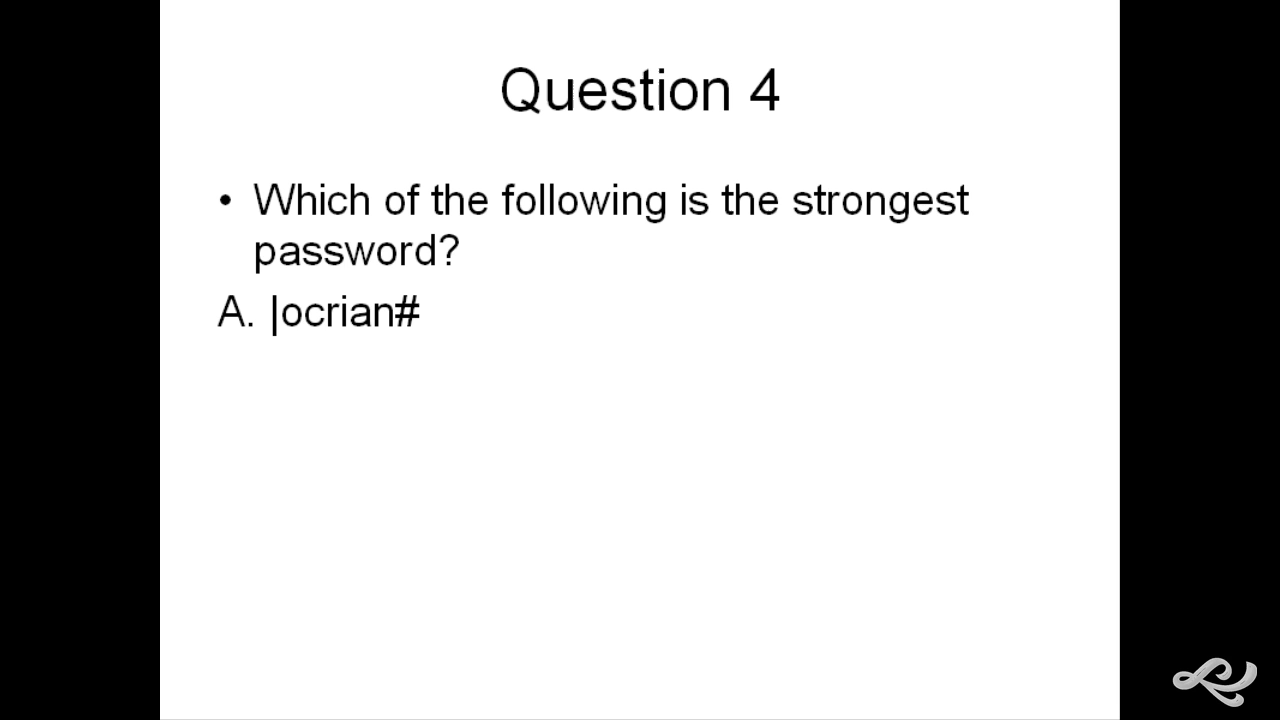 Question 4
• Which of the following is the strongest
password?
A. |ocrian#